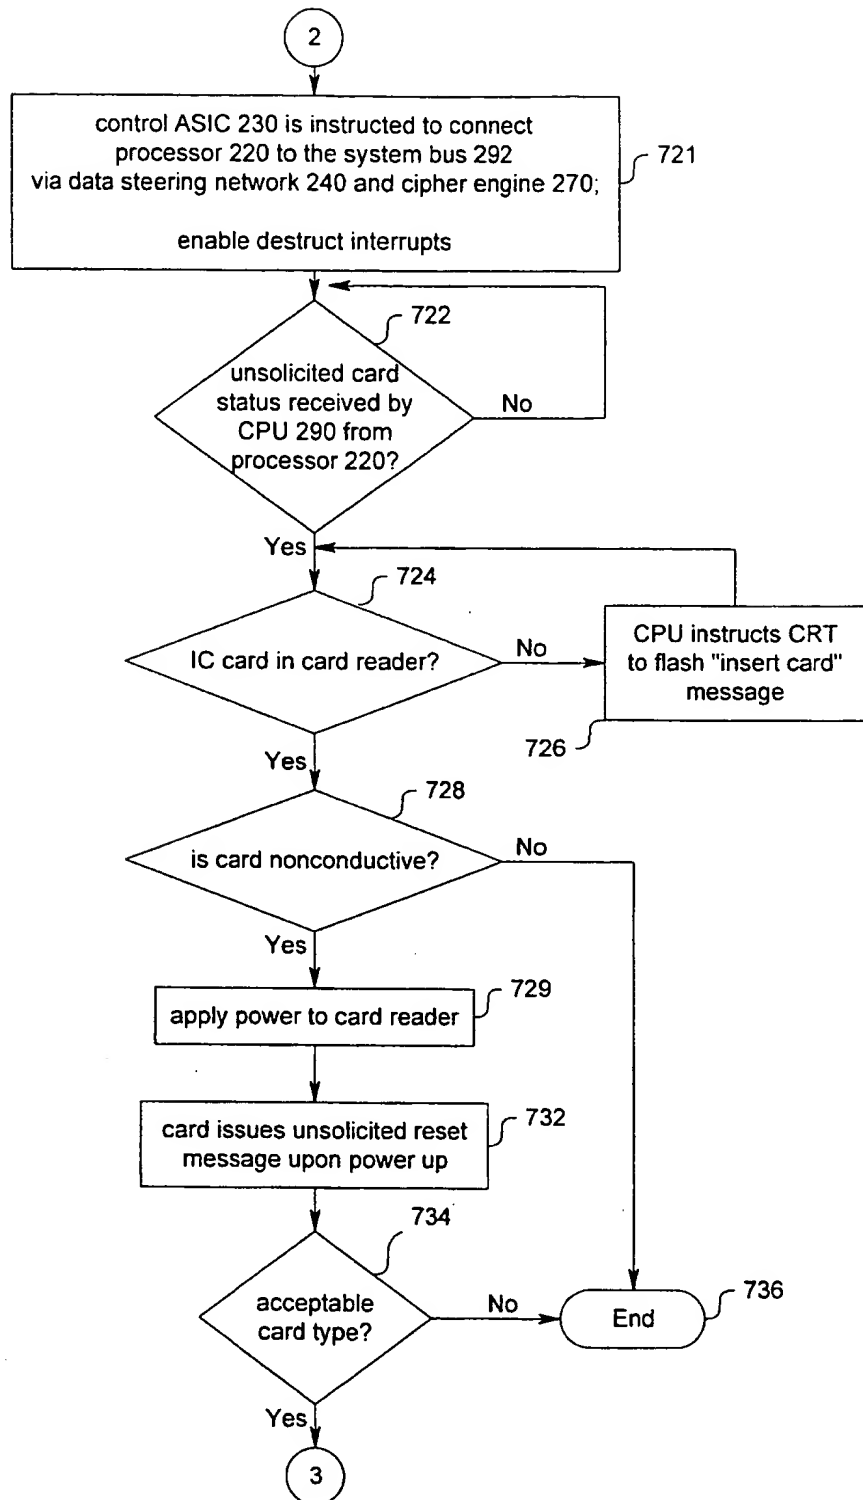 2
control ASIC 230 is instructed to connect
processor 220 to the system bus 292
via data steering network 240 and cipher engine 270;
enable destruct interrupts
721
722
unsolicited card
status received by
CPU 290 from
processor 220?
No
Yes
724
IC card in card reader?
No
CPU instructs CRT
to flash "insert card"
message
726
Yes
728
is card nonconductive?
No
Yes
729
apply power to card reader
732
card issues unsolicited reset
message upon power up
734
acceptable
card type?
No
End
736
Yes
3